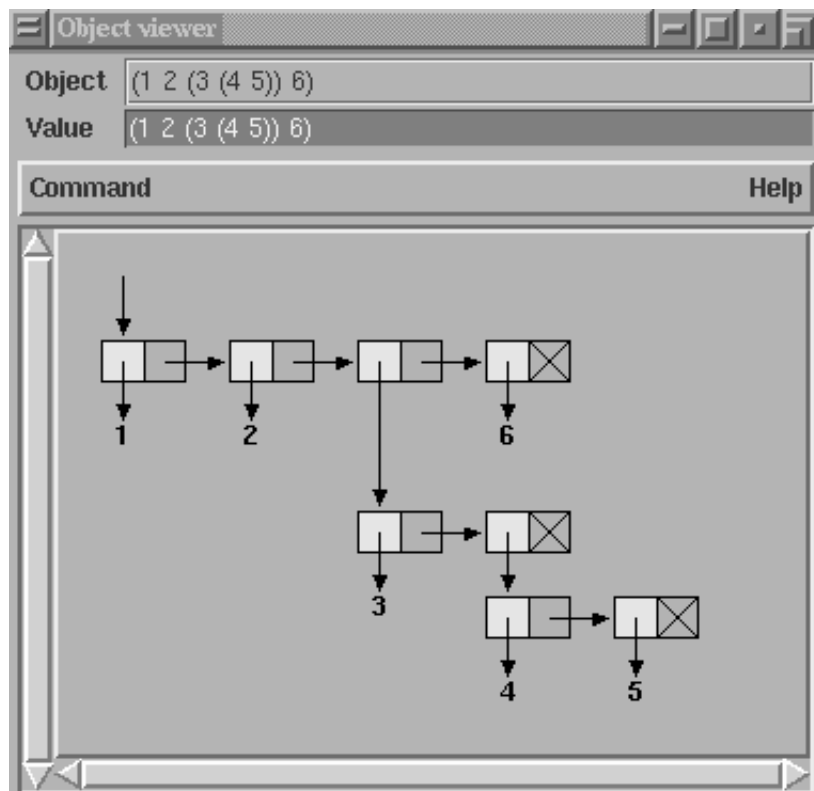 Object viewer
Object (1 2 (3 (4 5)) 6)
Value (1 2 (3 (4 5)) 6)
Command Help
1 2 6
3
4 5